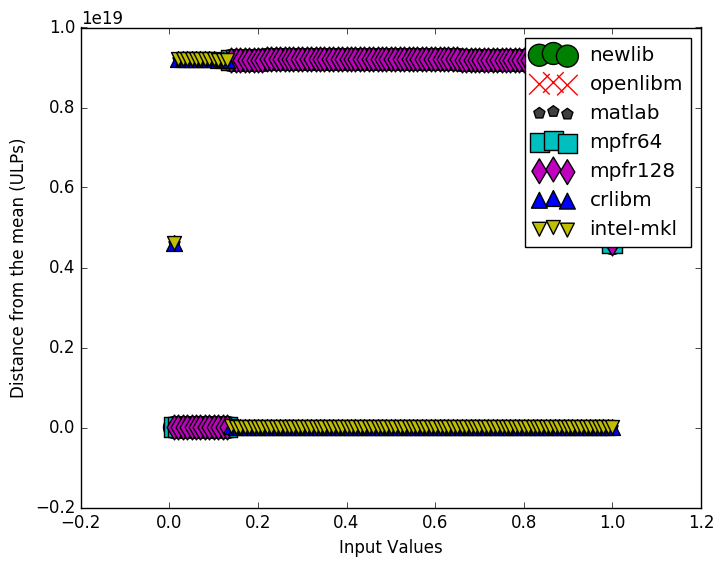 1e19
1.0
0.8
0.6
0.4
0.2
0.0
−0.2
Distance from the mean (ULPs)
newlib
openlibm
matlab
mpfr64
mpfr128
crlibm
intel-mkl
−0.2 0.0 0.2 0.4 0.6 0.8 1.0 1.2
Input Values